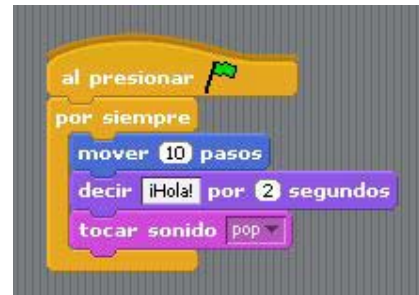 al presionar
por siempre
mover 10 pasos
decir ¡Hola! por 2 segundos
tocar sonido pop